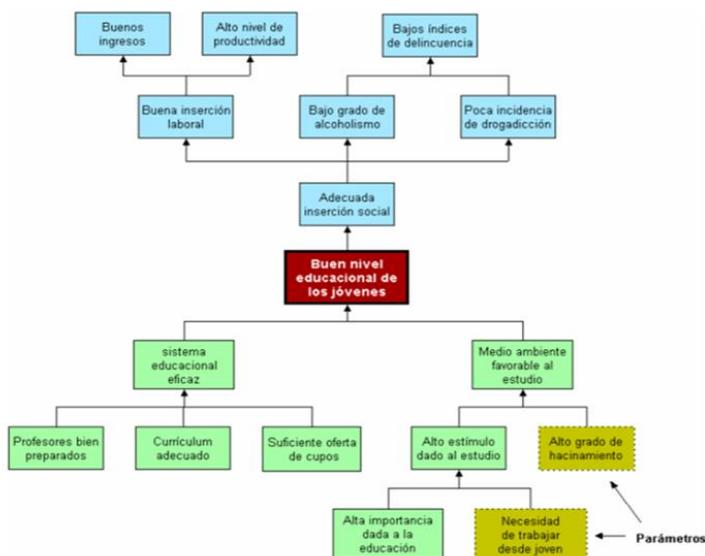 Buenos
ingresos
Alto nivel de
productividad
Bajos índices
de delincuencia
Buena inserción
laboral
Bajo grado de
alcoholismo
Poca incidencia
de drogadicción
Adecuada
inserción social
Buen nivel
educacional de
los jóvenes
sistema
educacional
eficaz
Medio ambiente
favorable al
estudio
Profesores bien
preparados
Currículum
adecuado
Suficiente oferta
de cupos
Alto estímulo
dado al estudio
Alto grado de
hacinamiento
Alta importancia
dada a la
educación
Necesidad
de trabajar
desde joven
Parámetros